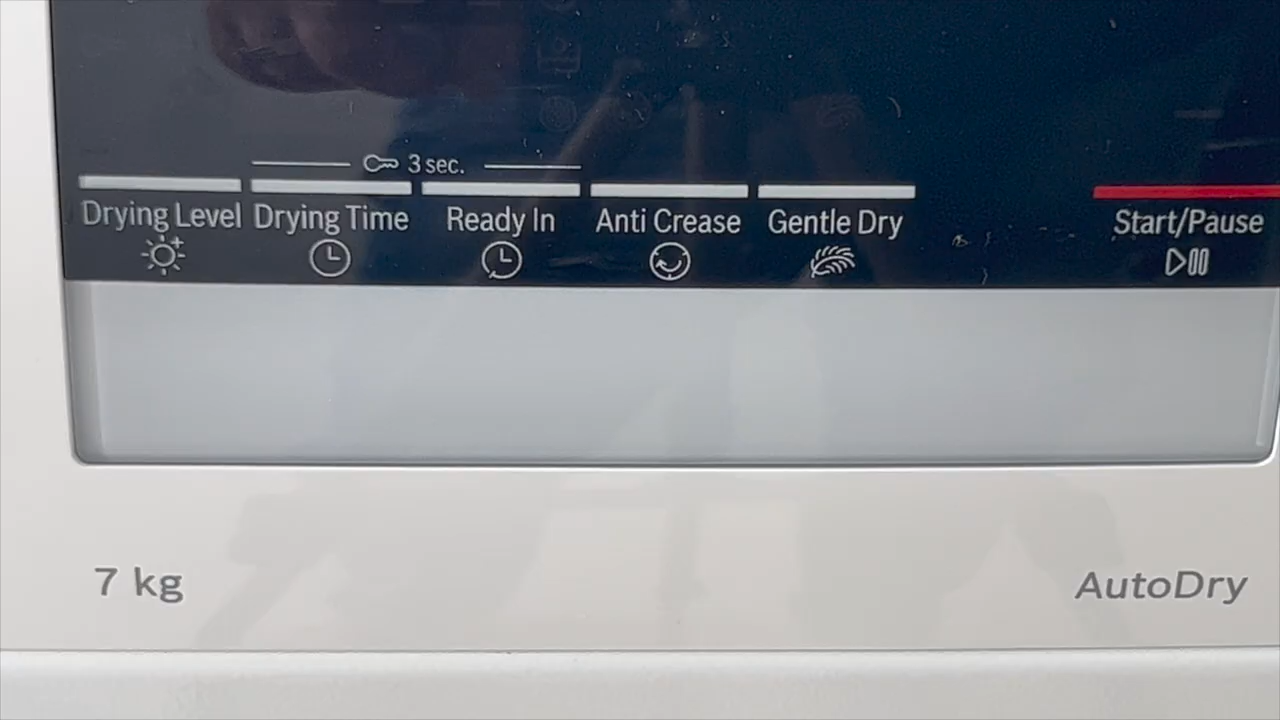 3 sec.
Drying Level Drying Time Ready In Anti Crease Gentle Dry Start/Pause
7 kg AutoDry